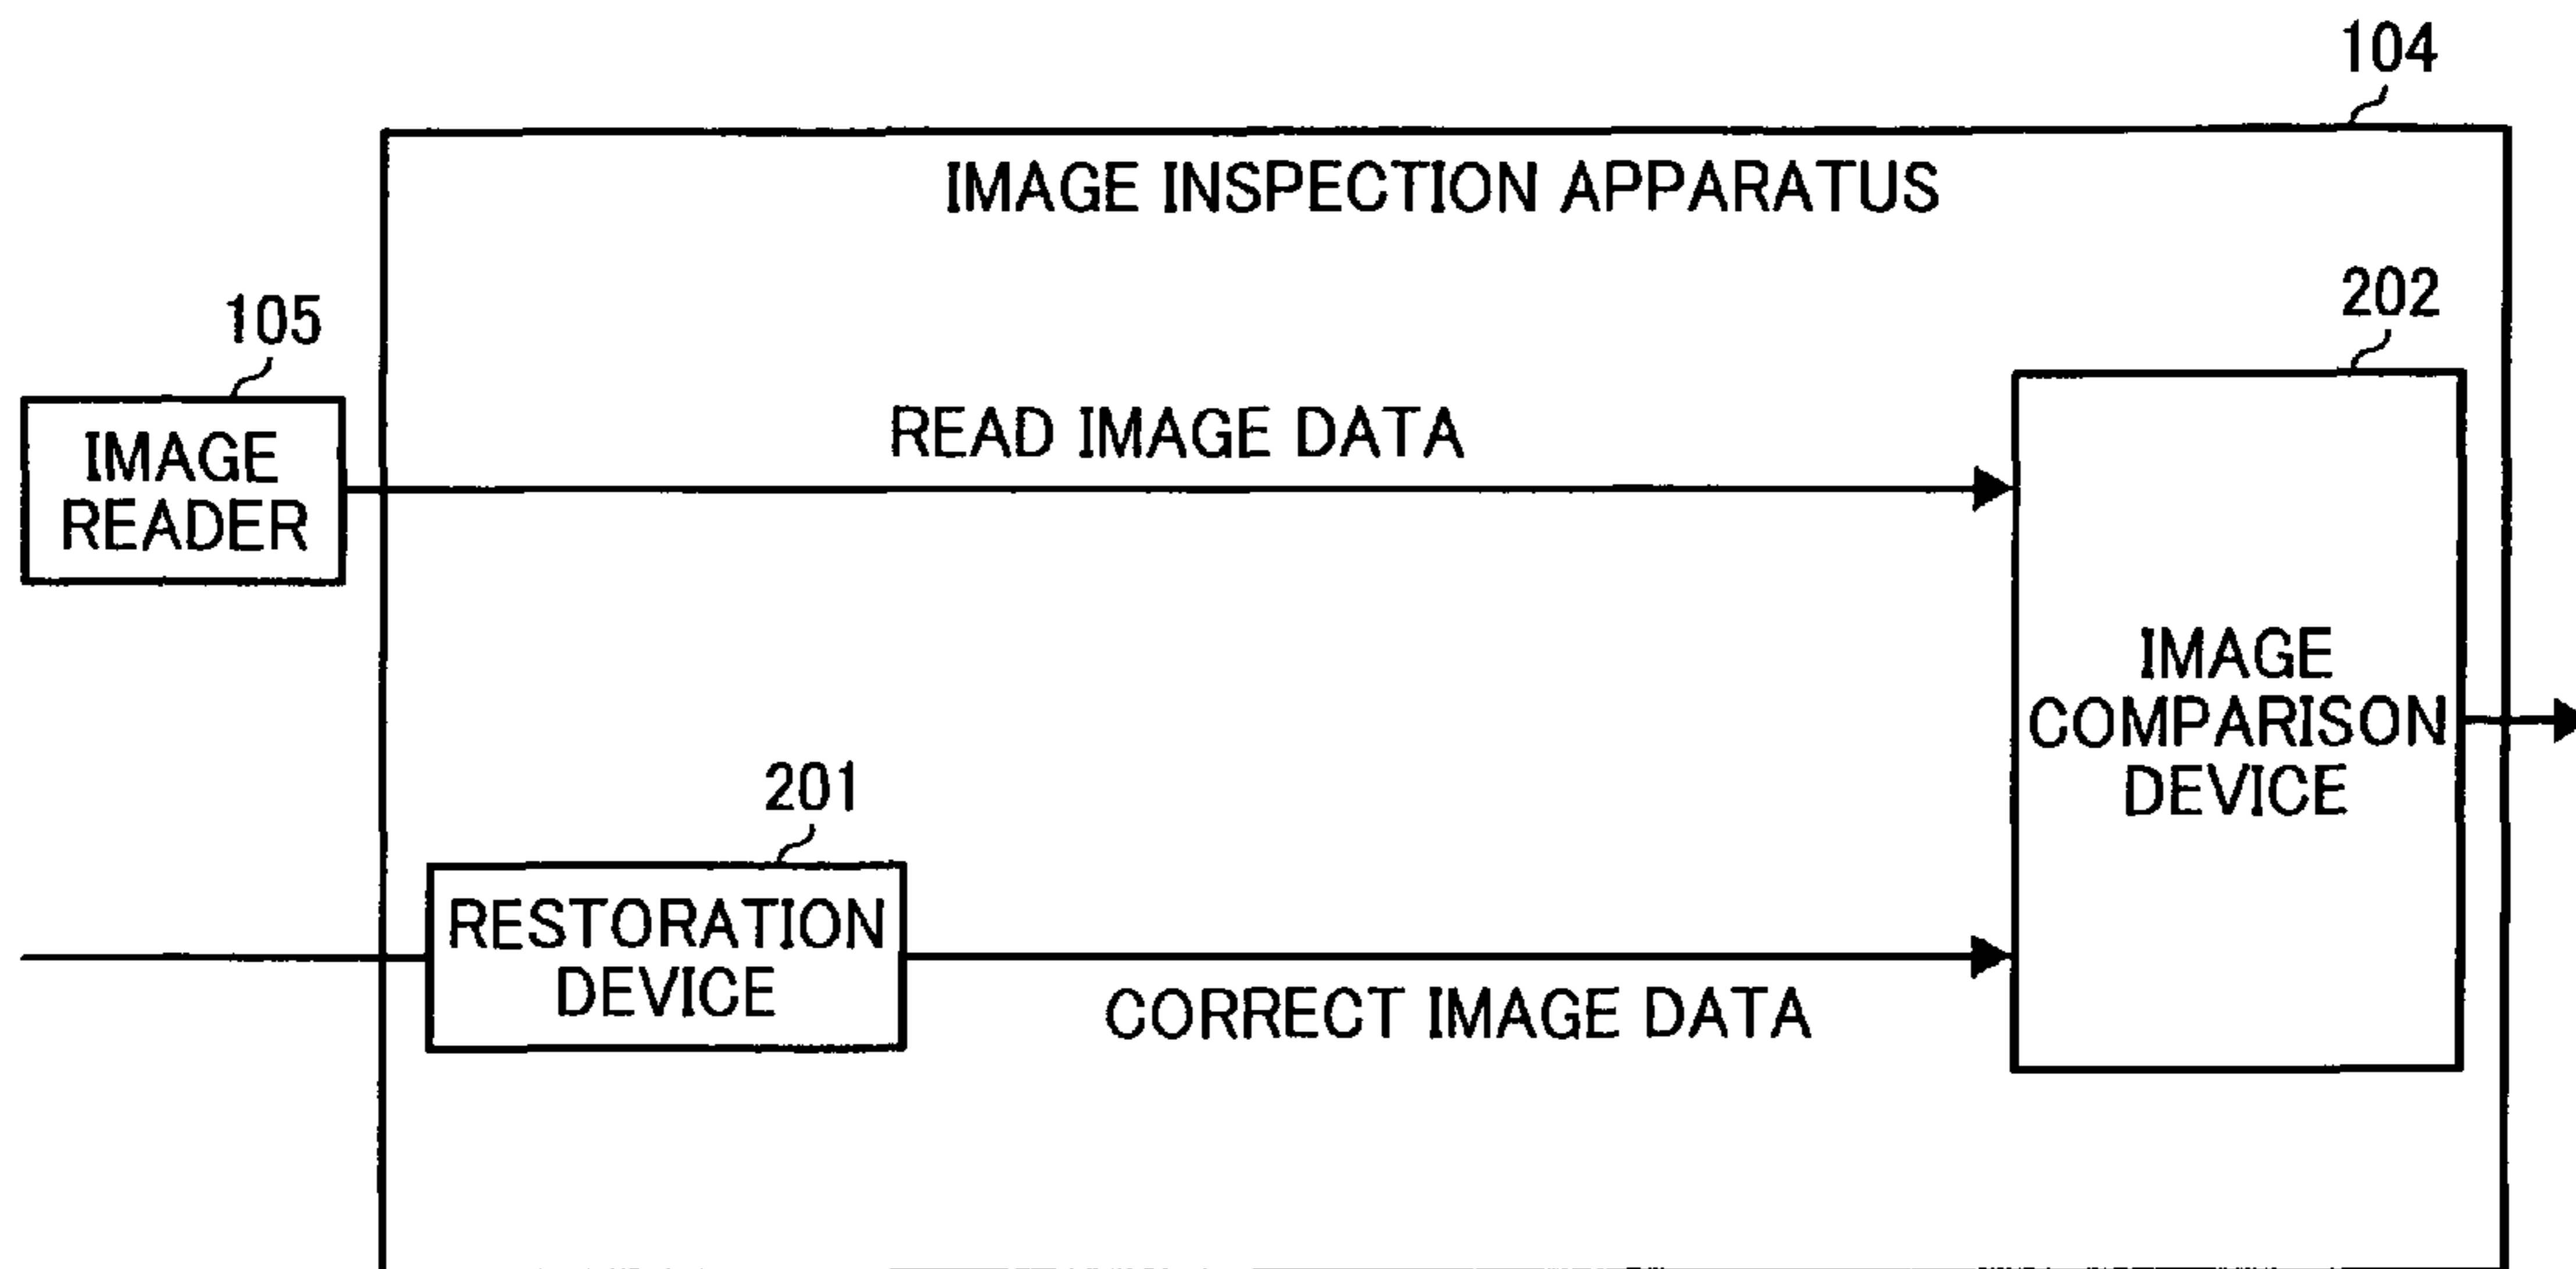 104
IMAGE INSPECTION APPARATUS
202
105
READ IMAGE DATA
IMAGE
READER
IMAGE
COMPARISON
DEVICE
201
RESTORATION
DEVICE
CORRECT IMAGE DATA